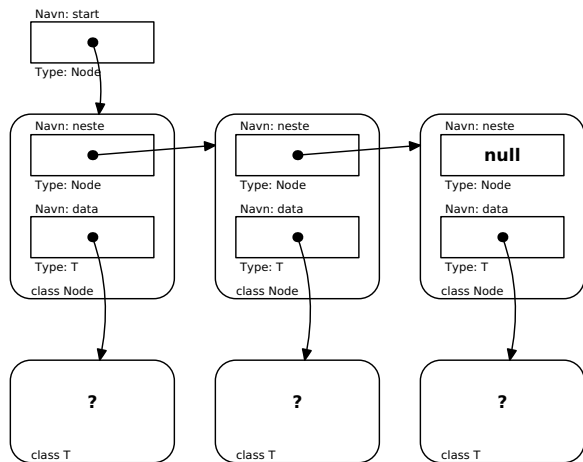 Navn: start
Type: Node
Navn: neste
Navn: neste
Navn: neste
null
Type: Node
Type: Node
Type: Node
Navn: data
Navn: data
Navn: data
Type: T
Type: T
Type: T
class Node
class Node
class Node
?
?
?
class T
class T
class T